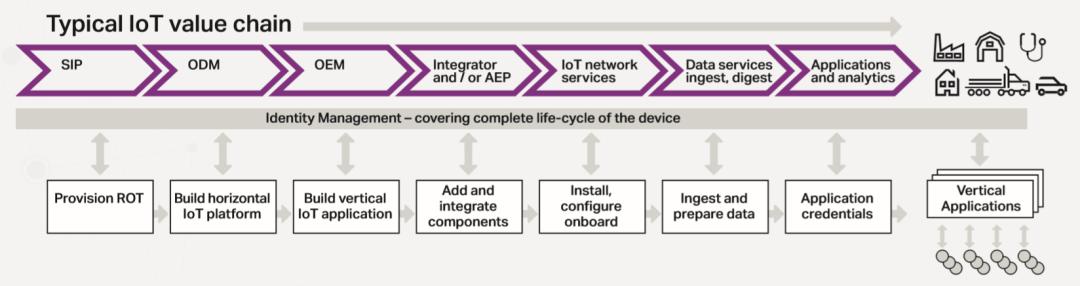 Typical IoT value chain
SIP
ODM
OEM
Integrator
and / or AEP
IoT network
services
Data services
ingest, digest
Applications
and analytics
Identity Management – covering complete life-cycle of the device
Provision ROT
Build horizontal
IoT platform
Build vertical
IoT application
Add and
integrate
components
Install,
configure
onboard
Ingest and
prepare data
Application
credentials
Vertical
Applications